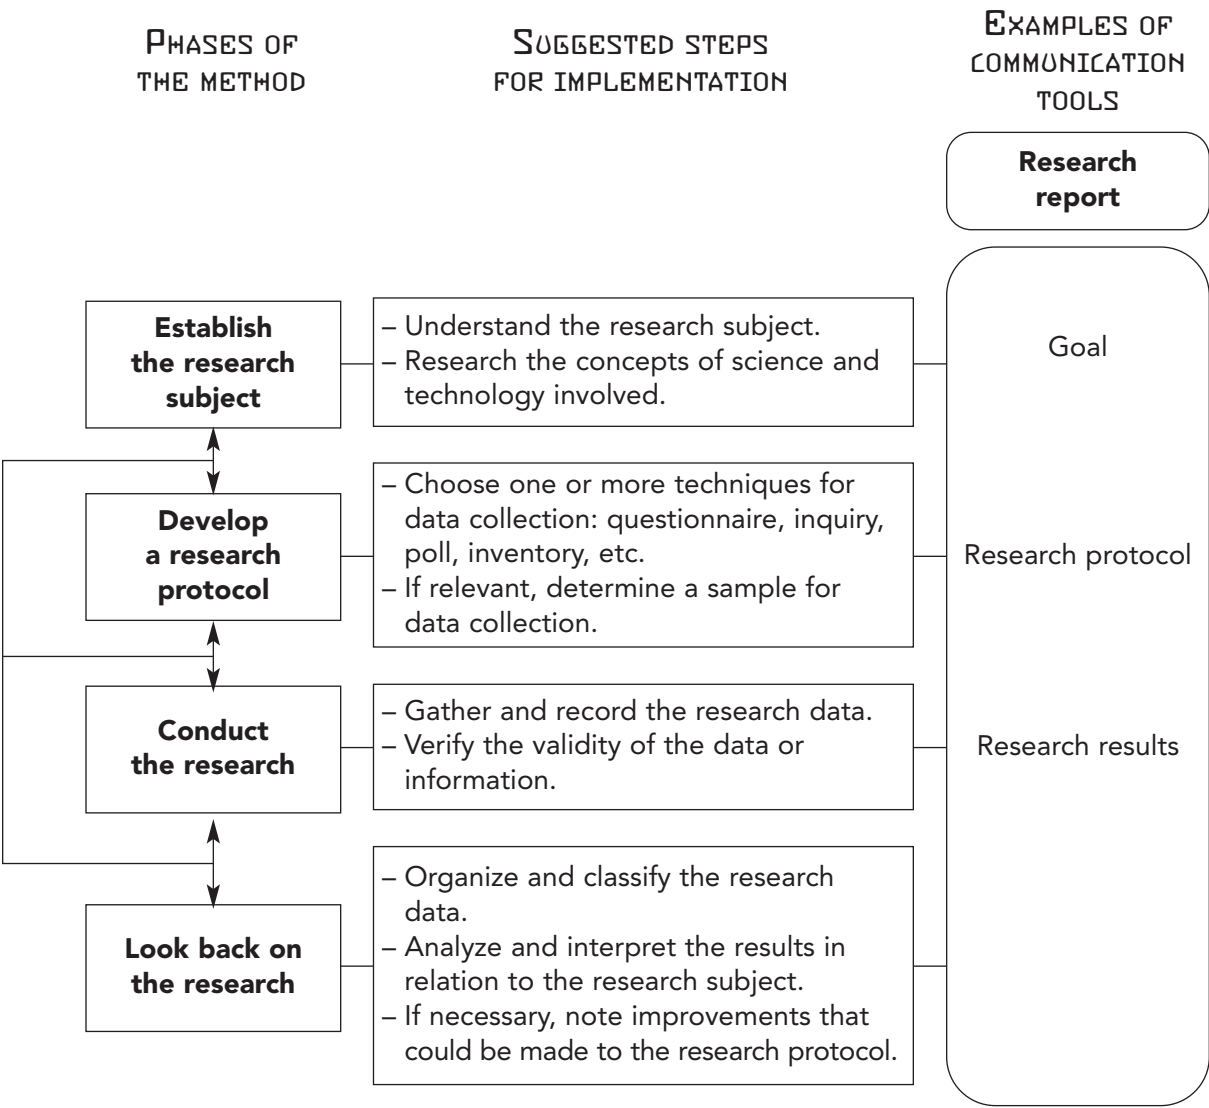 PHASES OF
THE METHOD
SUGGESTED STEPS
FOR IMPLEMENTATION
EXAMPLES OF
COMMUNICATION
TOOLS
Research
report
Establish
the research
subject
– Understand the research subject.
– Research the concepts of science and
technology involved.
Goal
Develop
a research
protocol
– Choose one or more techniques for
data collection: questionnaire, inquiry,
poll, inventory, etc.
– If relevant, determine a sample for
data collection.
Research protocol
Conduct
the research
– Gather and record the research data.
– Verify the validity of the data or
information.
Research results
Look back on
the research
– Organize and classify the research
data.
– Analyze and interpret the results in
relation to the research subject.
– If necessary, note improvements that
could be made to the research protocol.